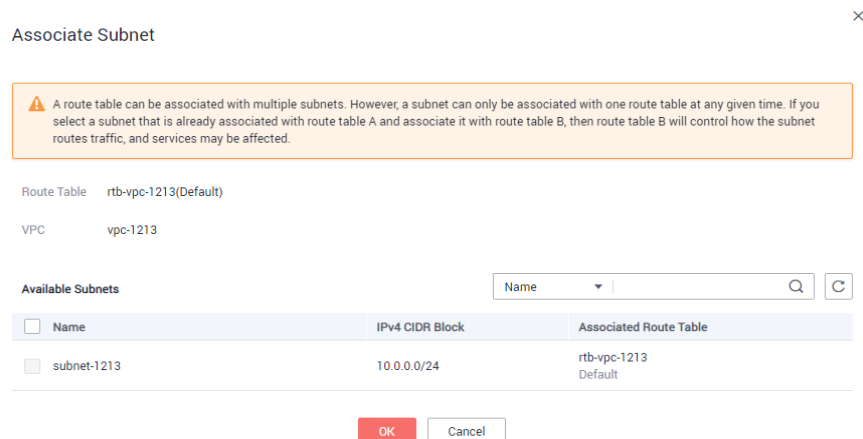 Associate Subnet
A route table can be associated with multiple subnets. However, a subnet can only be associated with one route table at any given time. If you
select a subnet that is already associated with route table A and associate it with route table B, then route table B will control how the subnet
routes traffic, and services may be affected.
Route Table rtb-vpc-1213(Default)
VPC vpc-1213
Available Subnets Name
Name IPv4 CIDR Block Associated Route Table
subnet-1213 10.0.0.0/24 rtb-vpc-1213
Default
OK Cancel